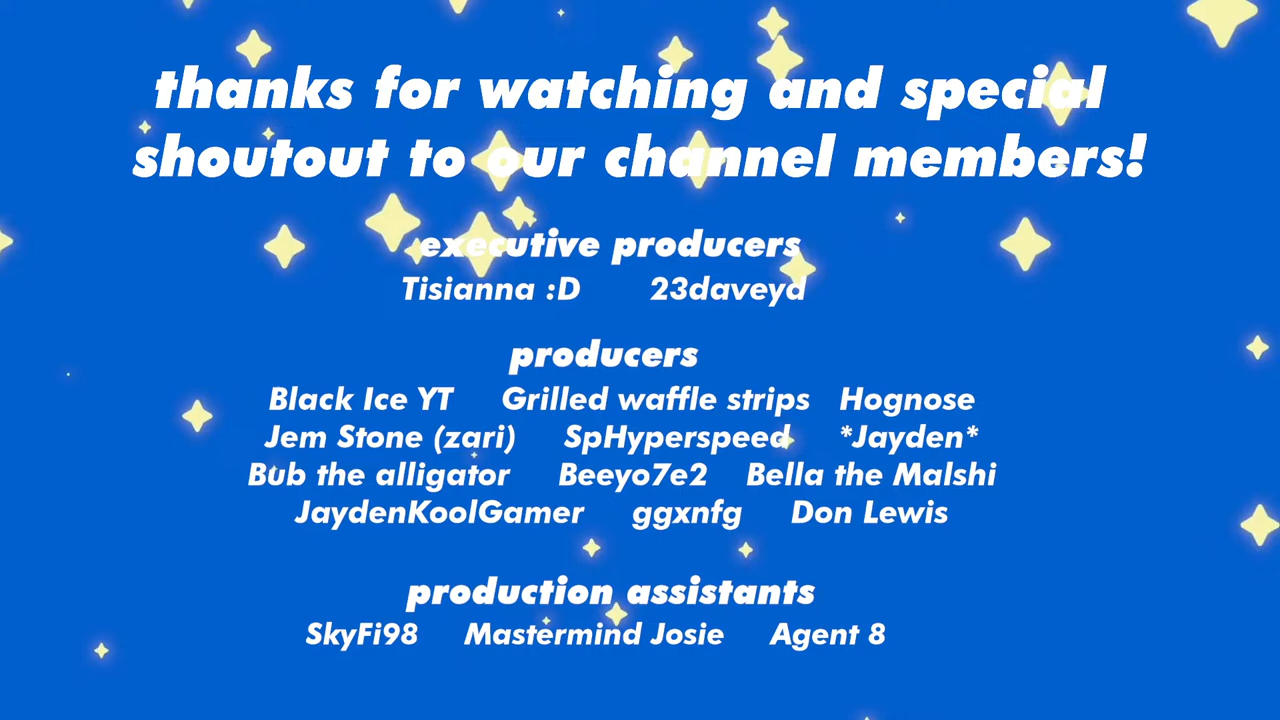 thanks for watching and special
shoutout to our channel members!
executive producers
Tisianna :D 23daveyd
producers
Black Ice YT Grilled waffle strips Hognose
Jem Stone (zari) SpHyperspeed *Jayden*
Bub the alligator Beeyo7e2 Bella the Malshi
JaydenKoolGamer ggxnfg Don Lewis
production assistants
SkyFi98 Mastermind Josie Agent 8